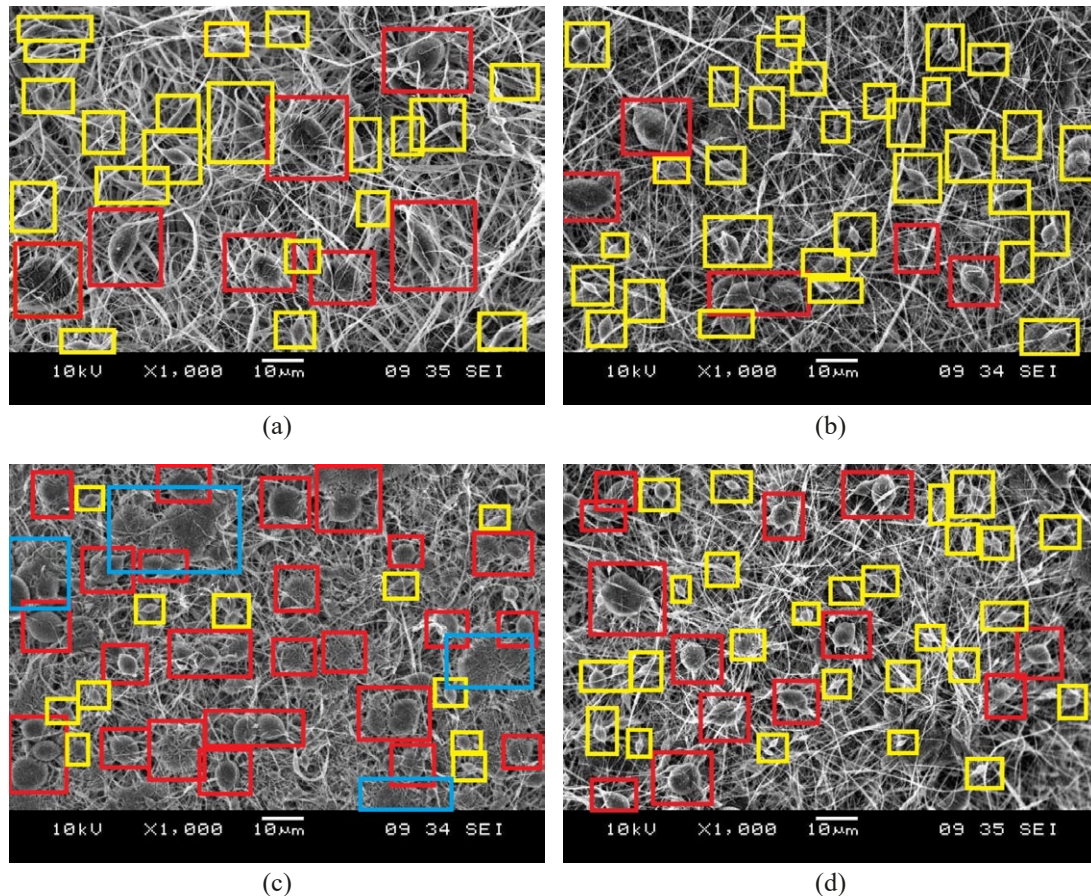 10kV X1,000 10μm 09 35 SEI
(a)
10kV X1,000 10μm 09 34 SEI
(b)
10kV X1,000 10μm 09 34 SEI
(c)
10kV X1,000 10μm 09 35 SEI
(d)